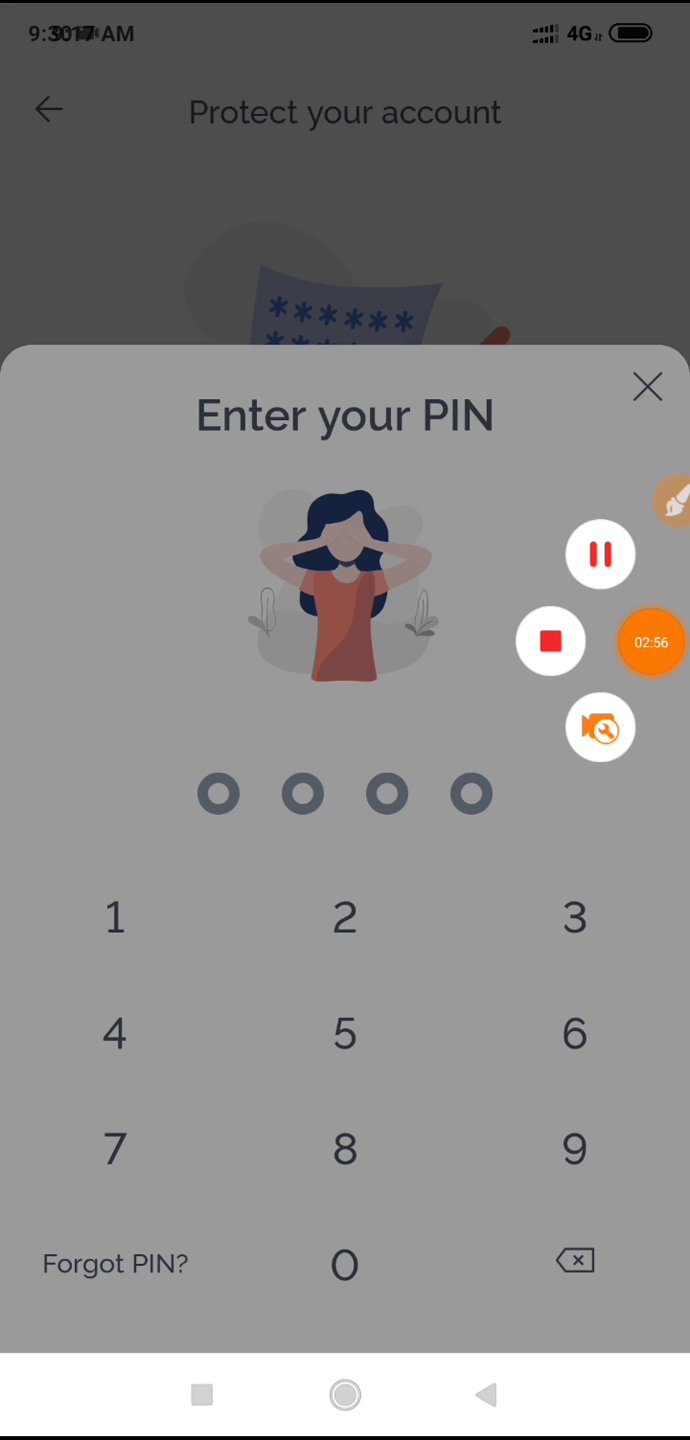 AM
4G
Protect your account
******
Enter your PIN
02:56
1 2 3
4 5 6
7 8 9
Forgot PIN? 0